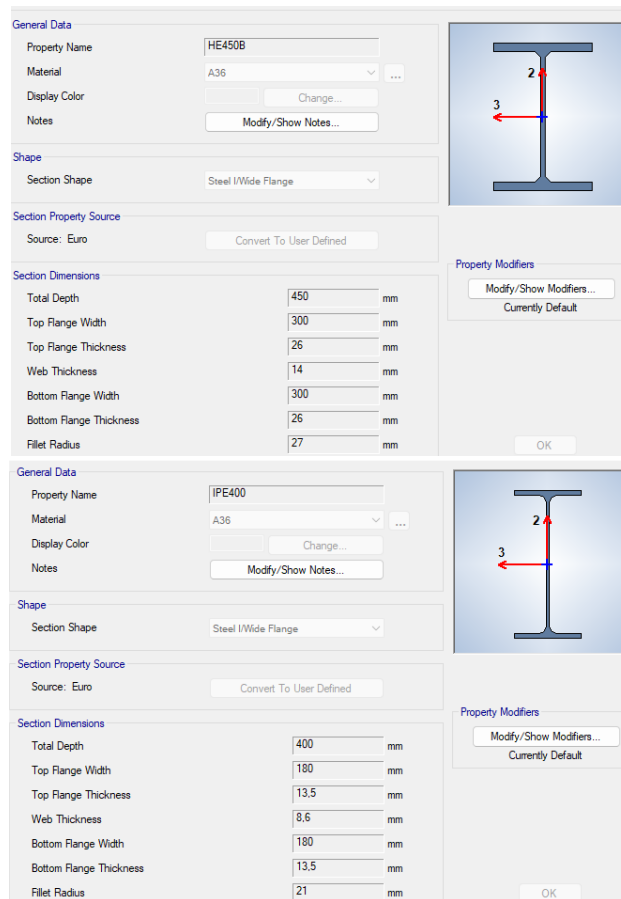 General Data
Property Name HE450B
Material A36 ...
Display Color Change...
Notes Modify/Show Notes...
2
3
Shape
Section Shape Steel I/Wide Flange
Section Property Source
Source: Euro Convert To User Defined
Property Modifiers
Modify/Show Modifiers...
Currently Default
Section Dimensions
Total Depth 450 mm
Top Flange Width 300 mm
Top Flange Thickness 26 mm
Web Thickness 14 mm
Bottom Flange Width 300 mm
Bottom Flange Thickness 26 mm
Fillet Radius 27 mm
OK
General Data
Property Name IPE400
Material A36 ...
Display Color Change...
Notes Modify/Show Notes...
2
3
Shape
Section Shape Steel I/Wide Flange
Section Property Source
Source: Euro Convert To User Defined
Property Modifiers
Modify/Show Modifiers...
Currently Default
Section Dimensions
Total Depth 400 mm
Top Flange Width 180 mm
Top Flange Thickness 13,5 mm
Web Thickness 8,6 mm
Bottom Flange Width 180 mm
Bottom Flange Thickness 13,5 mm
Fillet Radius 21 mm
OK